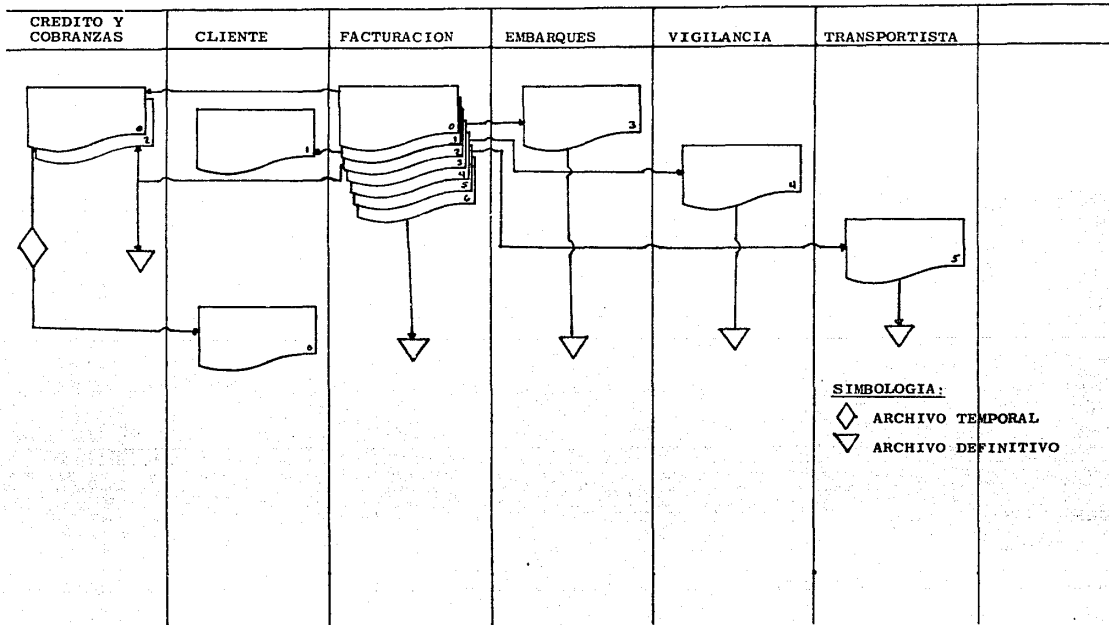 CREDITO Y
COBRANZAS
CLIENTE
FACTURACION
EMBARQUES
VIGILANCIA
TRANSPORTISTA
0
2
1
0
1
2
3
4
5
6
3
4
5
0
SIMBOLOGIA:
ARCHIVO TEMPORAL
ARCHIVO DEFINITIVO